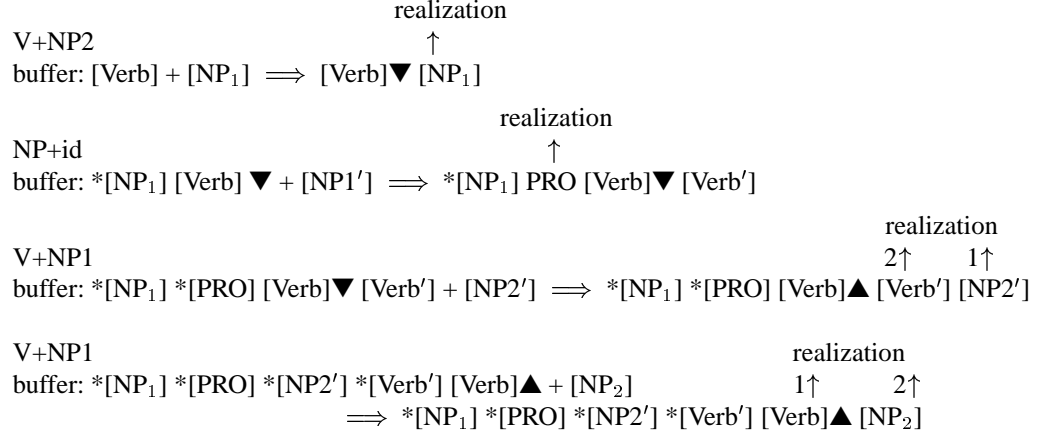 realization
V+NP2 ↑
buffer: [Verb] + [NP₁] ⟹ [Verb]▼ [NP₁]
realization
NP+id ↑
buffer: *[NP₁] [Verb] ▼ + [NP1′] ⟹ *[NP₁] PRO [Verb]▼ [Verb′]
realization
V+NP1 2↑ 1↑
buffer: *[NP₁] *[PRO] [Verb]▼ [Verb′] + [NP2′] ⟹ *[NP₁] *[PRO] [Verb]▲ [Verb′] [NP2′]
V+NP1 realization
buffer: *[NP₁] *[PRO] *[NP2′] *[Verb′] [Verb]▲ + [NP₂] 1↑ 2↑
⟹ *[NP₁] *[PRO] *[NP2′] *[Verb′] [Verb]▲ [NP₂]